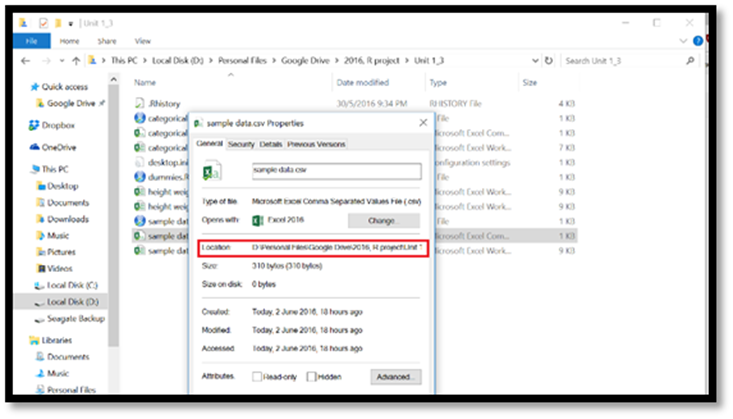 Unit 1_3
File Home Share View
This PC > Local Disk (D:) > Personal Files > Google Drive > 2016, R project > Unit 1_3
Search Unit 1_3
Name Date modified Type Size
Quick access
Google Drive
Dropbox
OneDrive
This PC
Desktop
Documents
Downloads
Music
Pictures
Videos
Local Disk (C:)
Local Disk (D:)
Seagate Backup
Libraries
Documents
Music
Personal Files
.Rhistory 30/5/2016 9:34 PM RHISTORY File 4 KB
categorical File 2 KB
categorical Microsoft Excel Com... 1 KB
categorical Microsoft Excel Work... 7 KB
desktop.ini onfiguration settings 1 KB
dummies.R File 1 KB
height weig Microsoft Excel Com... 1 KB
height weig Microsoft Excel Work... 9 KB
sample dat File 1 KB
sample dat Microsoft Excel Com... 1 KB
sample dat Microsoft Excel Work... 9 KB
sample data.csv Properties
General Security Details Previous Versions
sample data.csv
Type of file: Microsoft Excel Comma Separated Values File (.csv)
Opens with: Excel 2016 Change...
Location: D:\Personal Files\Google Drive\2016, R project\Unit 1
Size: 310 bytes (310 bytes)
Size on disk: 0 bytes
Created: Today, 2 June 2016, 18 hours ago
Modified: Today, 2 June 2016, 18 hours ago
Accessed: Today, 2 June 2016, 18 hours ago
Attributes: Read-only Hidden Advanced...